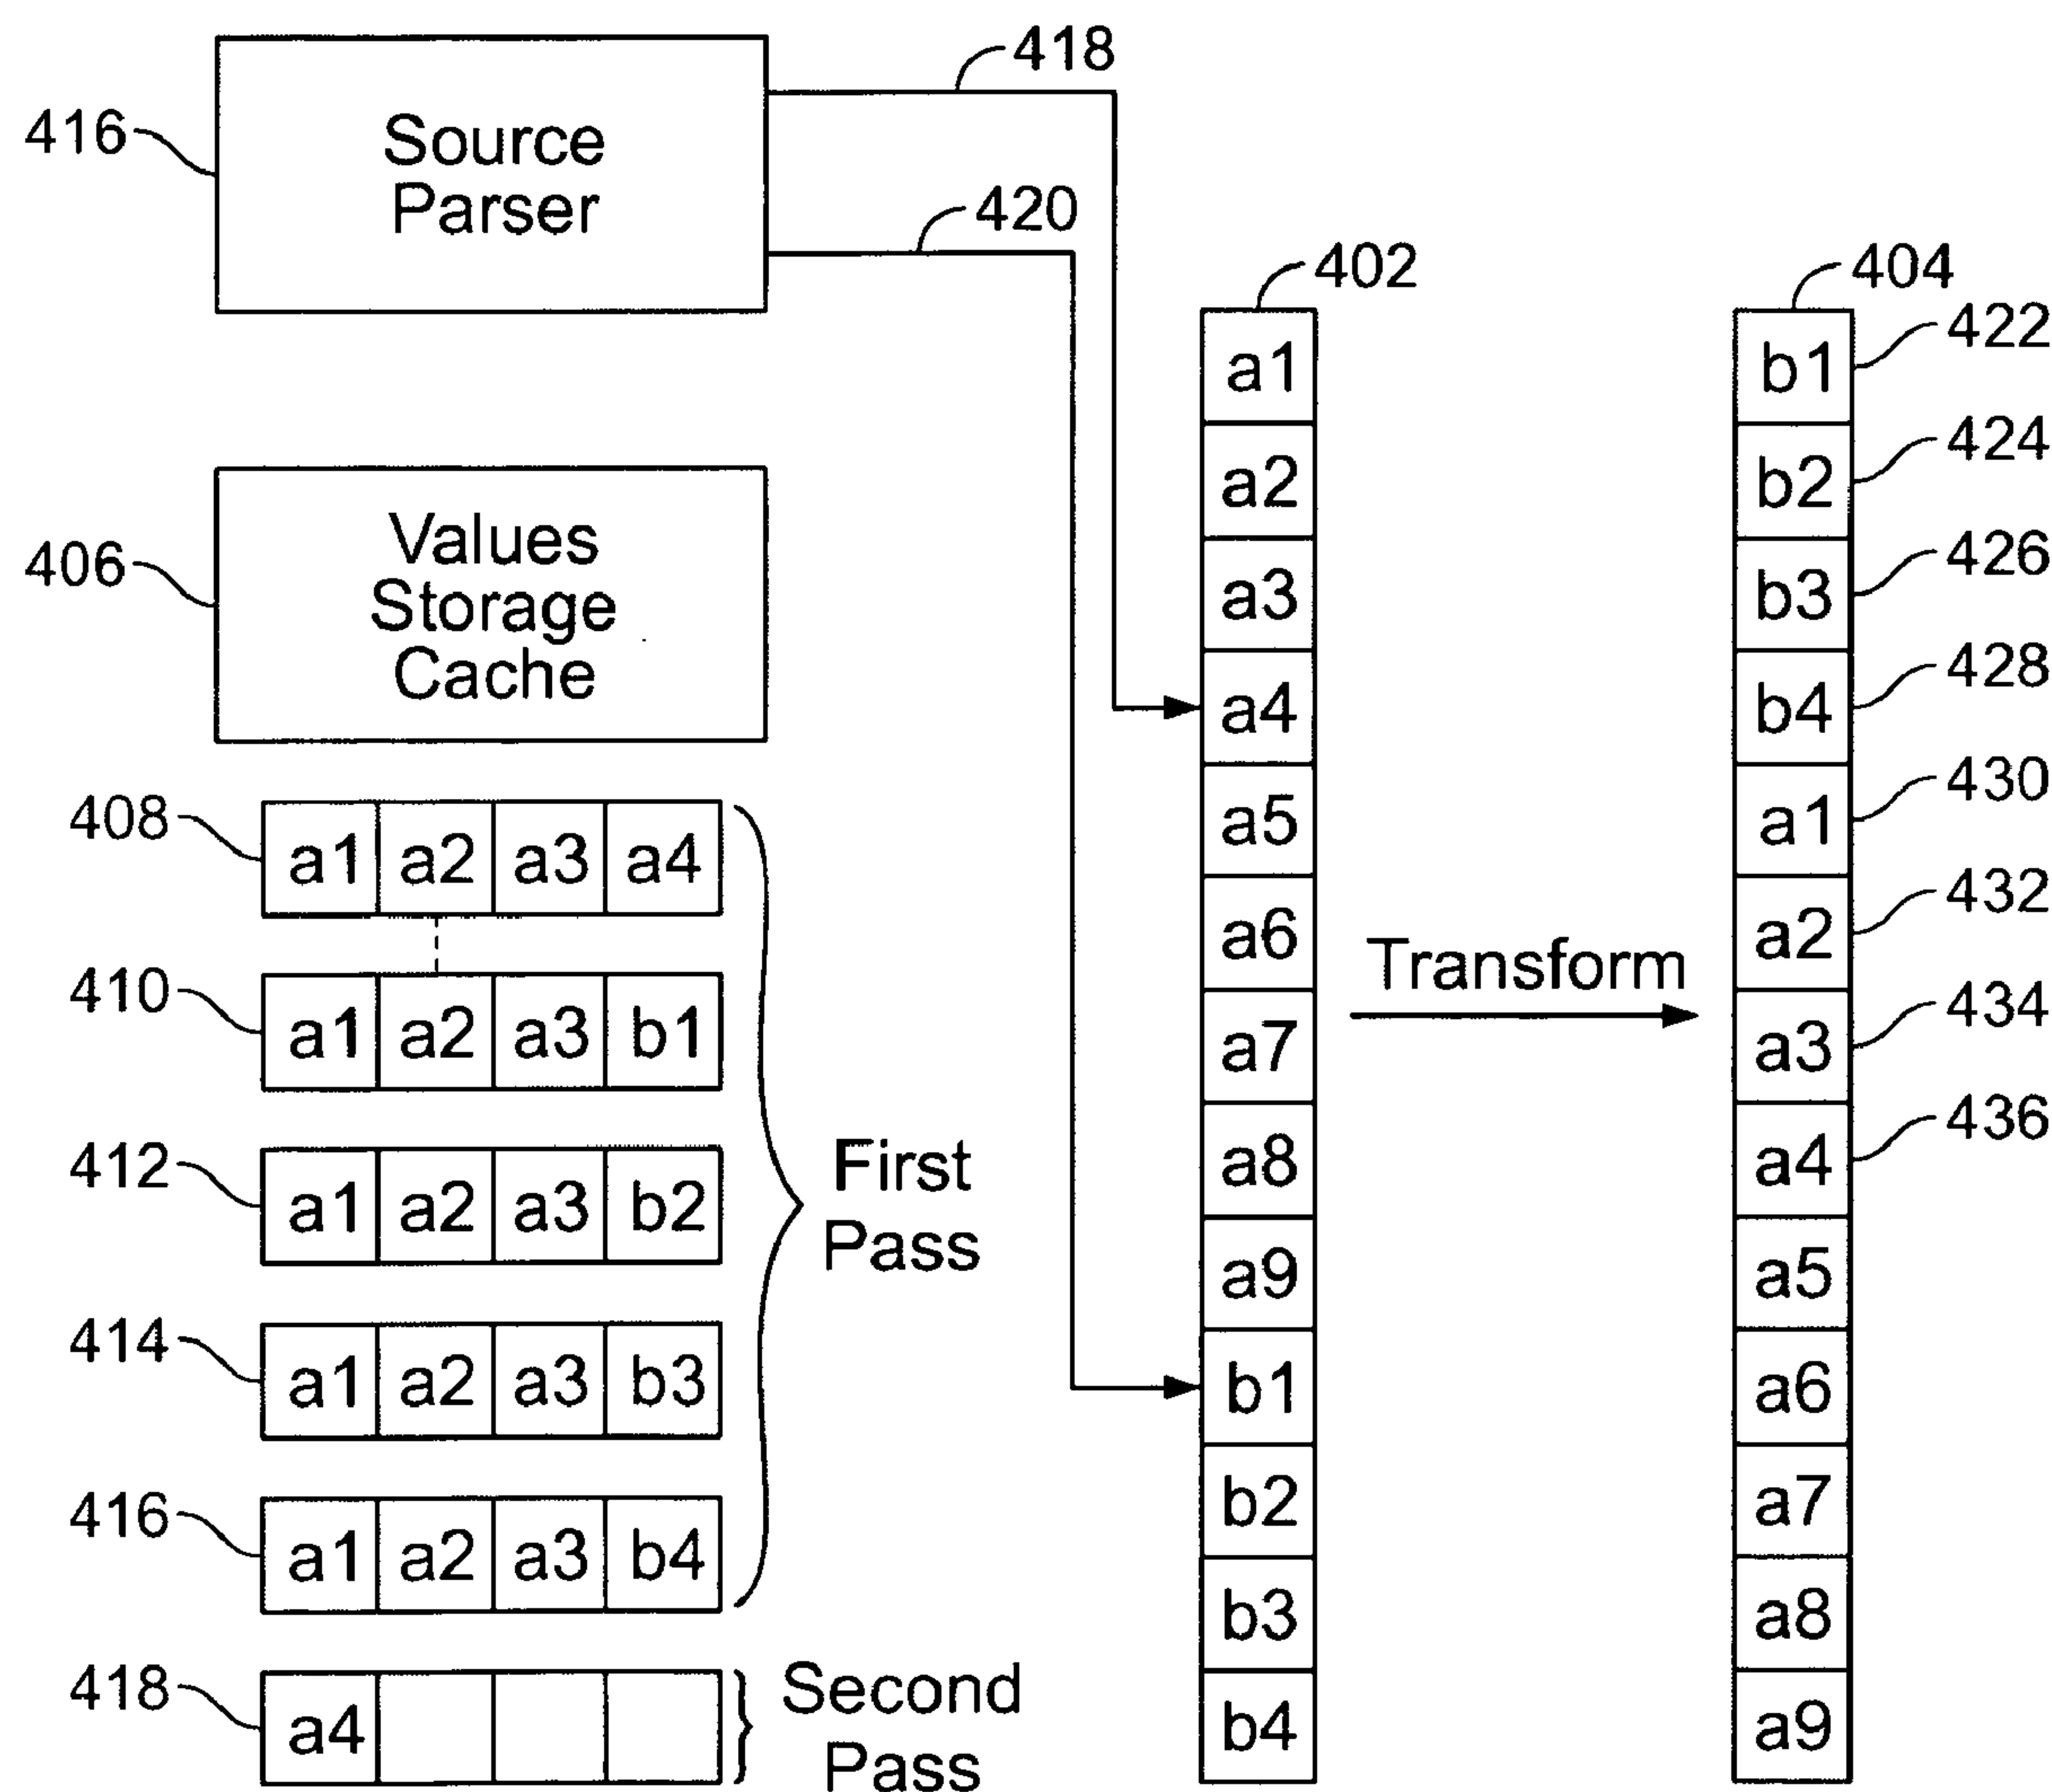 418
416
Source
Parser
420
402
404
422
a1
b1
424
a2
b2
406
Values
Storage
Cache
426
a3
b3
428
a4
b4
408
a1 a2 a3 a4
430
a5
a1
432
a6
a2
410
a1 a2 a3 b1
Transform
434
a7
a3
436
a8
a4
412
a1 a2 a3 b2
First
Pass
a9
a5
414
a1 a2 a3 b3
b1
a6
416
a1 a2 a3 b4
b2
a7
b3
a8
418
a4
Second
Pass
b4
a9